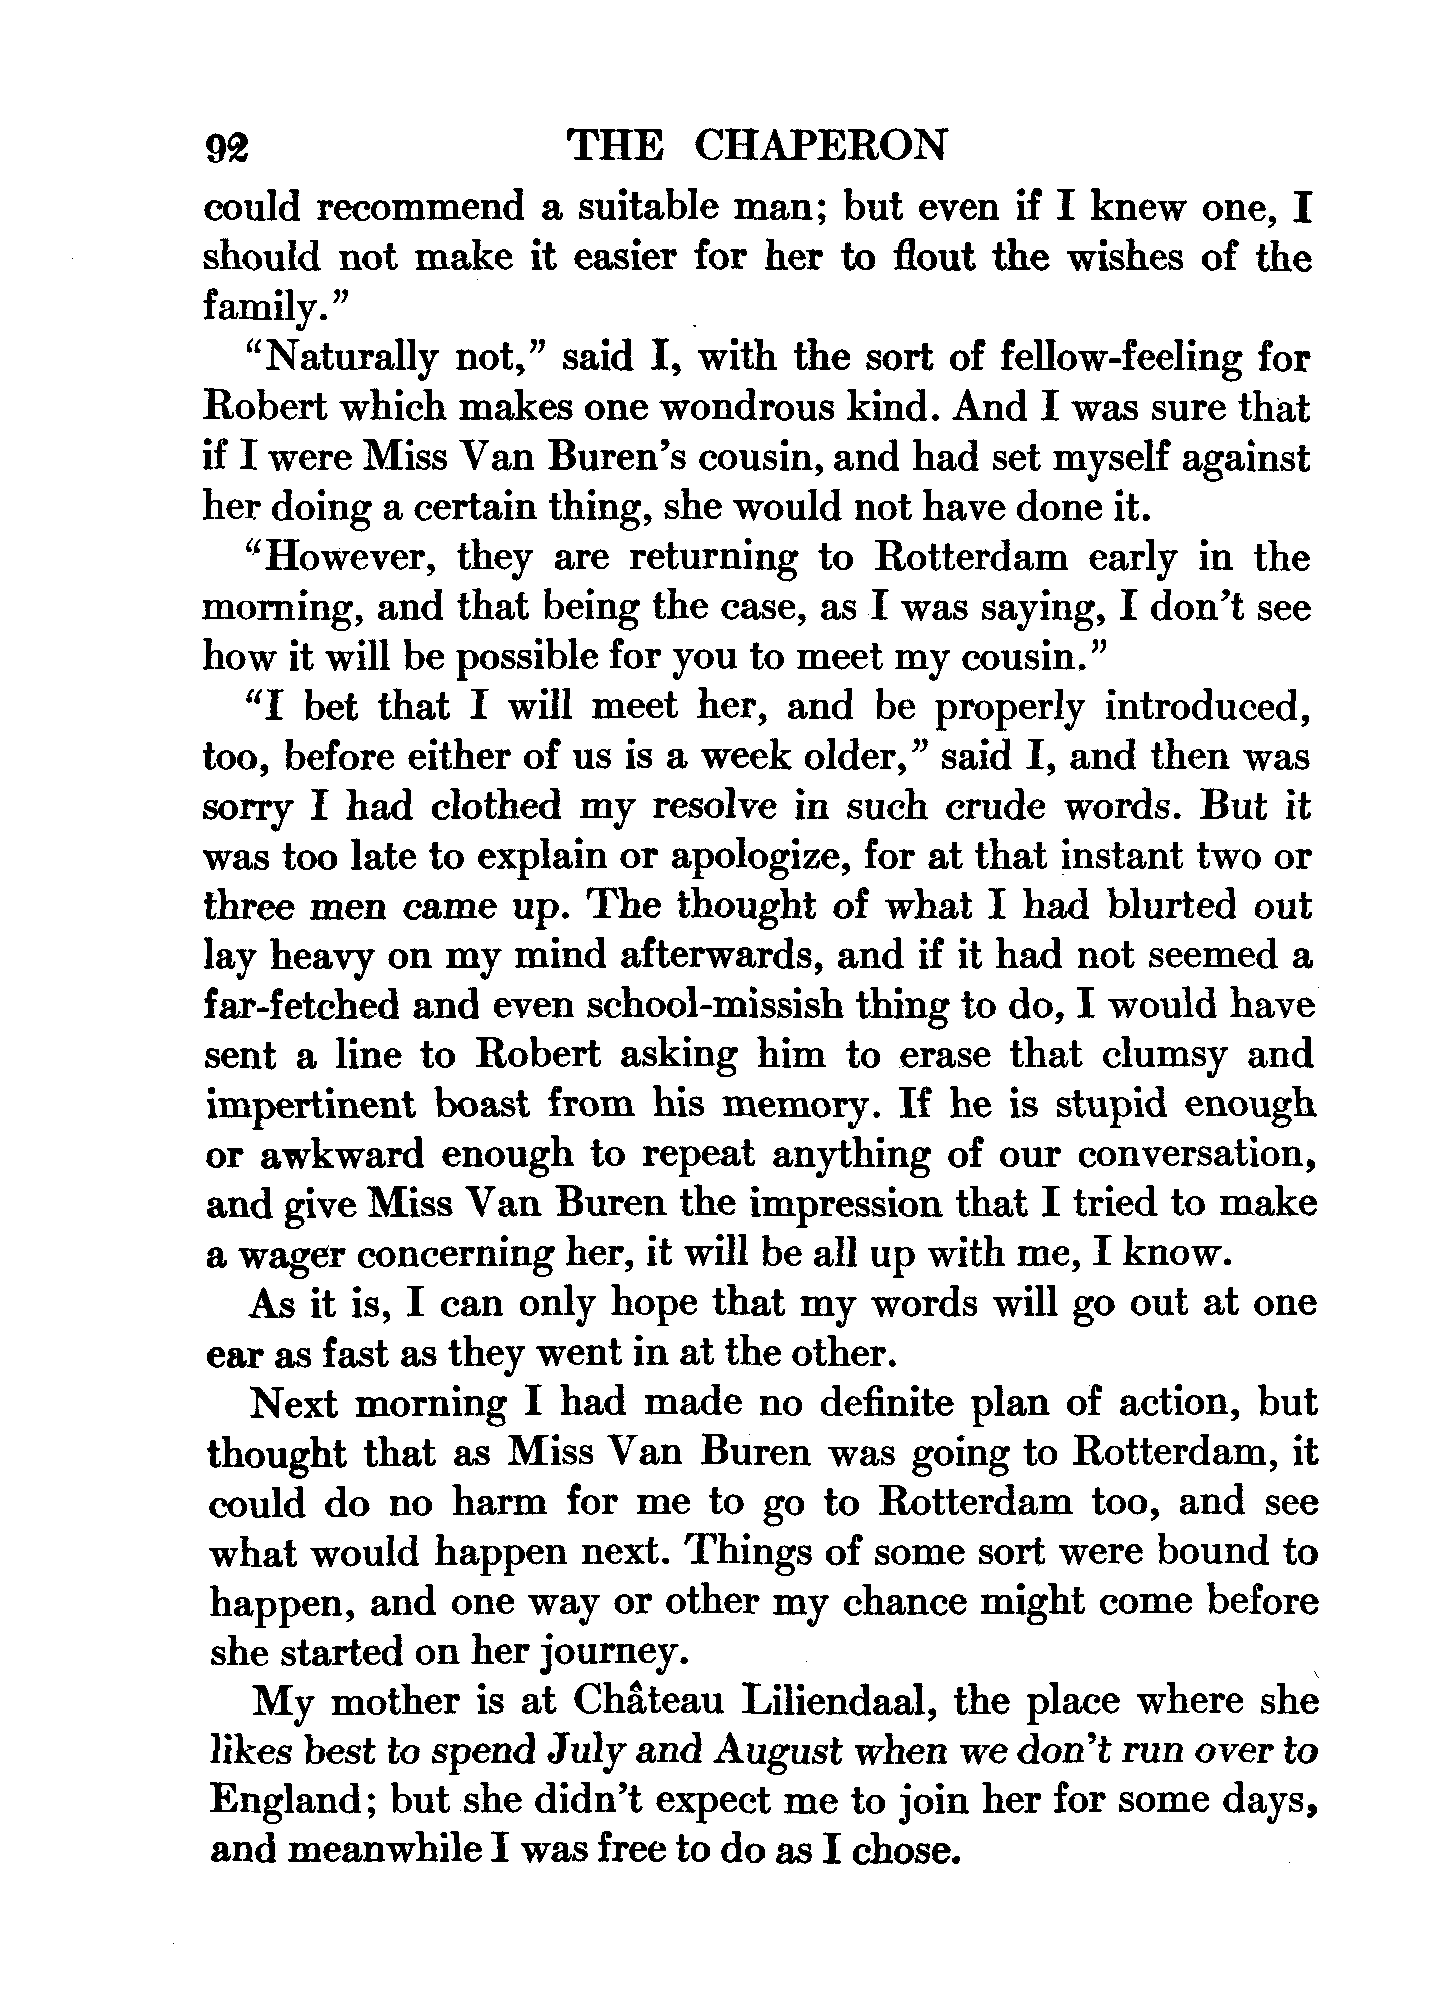 92 THE CHAPERON
could recommend a suitable man; but even if I knew one, I
should not make it easier for her to flout the wishes of the
family."
"Naturally not," said I, with the sort of fellow-feeling for
Robert which makes one wondrous kind. And I was sure that
if I were Miss Van Buren's cousin, and had set myself against
her doing a certain thing, she would not have done it.
"However, they are returning to Rotterdam early in the
morning, and that being the case, as I was saying, I don't see
how it will be possible for you to meet my cousin."
"I bet that I will meet her, and be properly introduced,
too, before either of us is a week older," said I, and then was
sorry I had clothed my resolve in such crude words. But it
was too late to explain or apologize, for at that instant two or
three men came up. The thought of what I had blurted out
lay heavy on my mind afterwards, and if it had not seemed a
far-fetched and even school-missish thing to do, I would have
sent a line to Robert asking him to erase that clumsy and
impertinent boast from his memory. If he is stupid enough
or awkward enough to repeat anything of our conversation,
and give Miss Van Buren the impression that I tried to make
a wager concerning her, it will be all up with me, I know.
As it is, I can only hope that my words will go out at one
ear as fast as they went in at the other.
Next morning I had made no definite plan of action, but
thought that as Miss Van Buren was going to Rotterdam, it
could do no harm for me to go to Rotterdam too, and see
what would happen next. Things of some sort were bound to
happen, and one way or other my chance might come before
she started on her journey.
My mother is at Château Liliendaal, the place where she
likes best to spend July and August when we don't run over to
England; but she didn't expect me to join her for some days,
and meanwhile I was free to do as I chose.